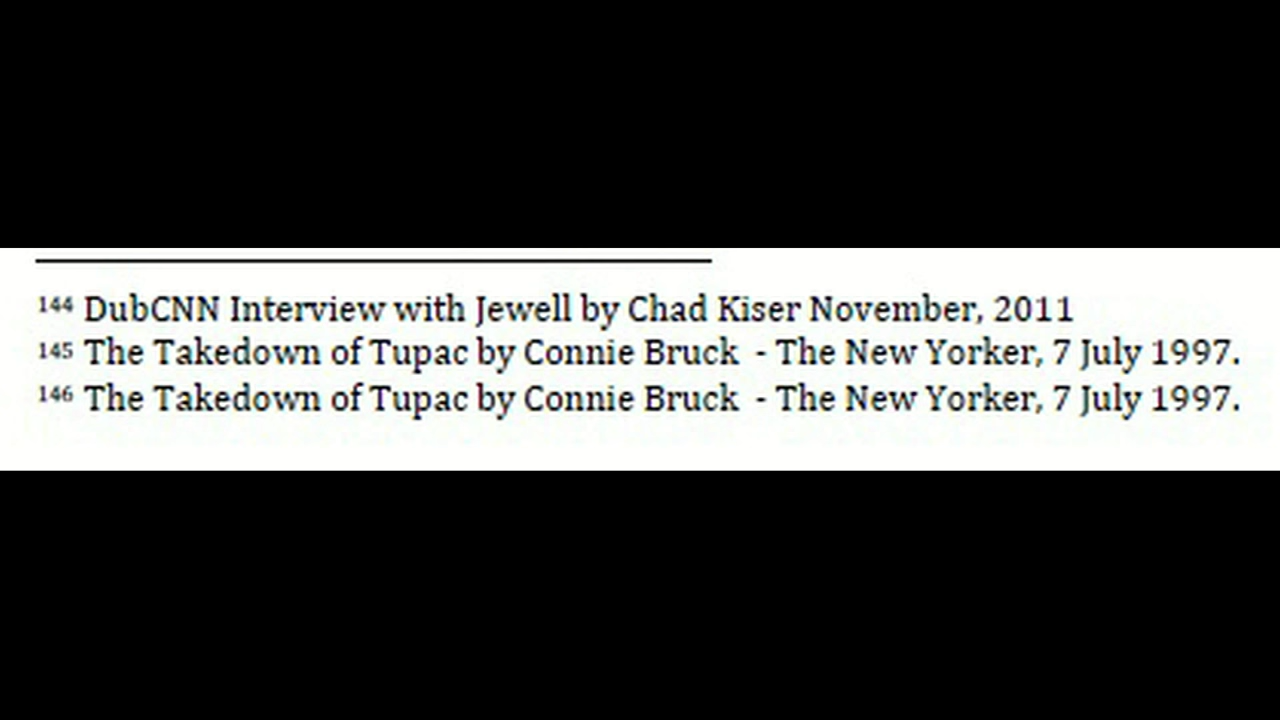 144 DubCNN Interview with Jewell by Chad Kiser November, 2011
145 The Takedown of Tupac by Connie Bruck - The New Yorker, 7 July 1997.
146 The Takedown of Tupac by Connie Bruck - The New Yorker, 7 July 1997.